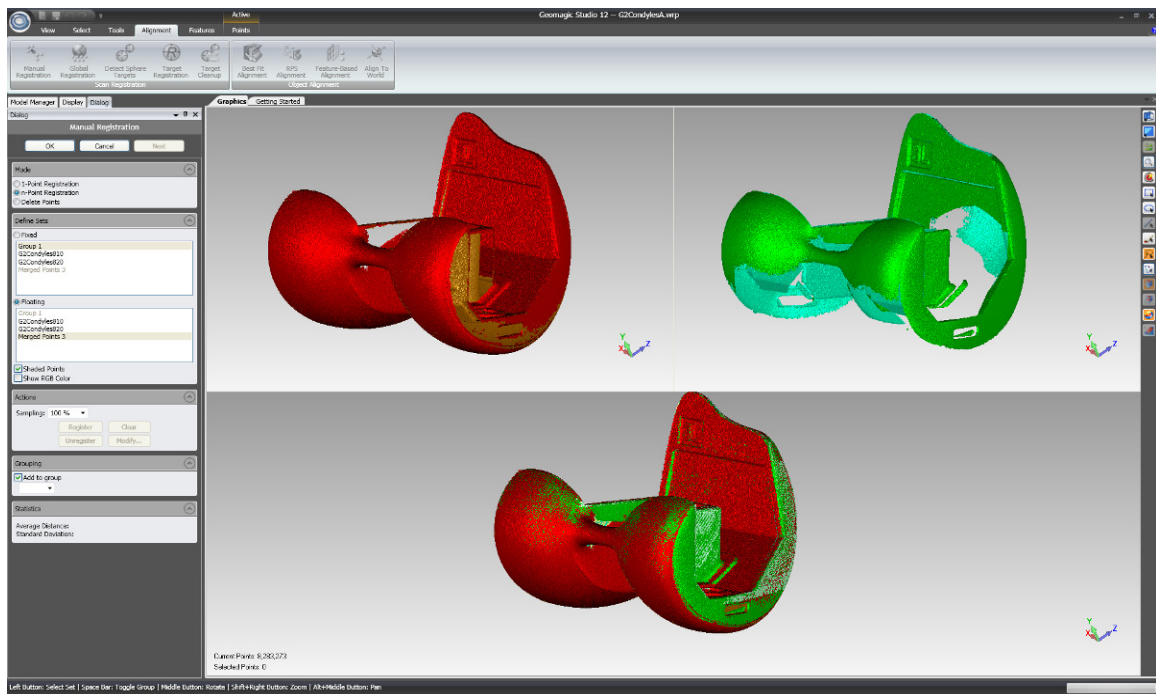 Active
Geomagic Studio 12 -- G2CondylesA.wrp
View Select Tools Alignment Features Points
Manual Registration
Global Registration
Detect Sphere Targets
Target Registration
Target Cleanup
Best Fit Alignment
RPS Alignment
Feature-Based Alignment
Align To World
Scan Registration
Object Alignment
Model Manager Display Dialog
Graphics Getting Started
Dialog
Manual Registration
OK Cancel Next
Mode
1-Point Registration
n-Point Registration
Delete Points
Define Sets
Fixed
Group 1
G2Condyles010
G2Condyles020
Merged Points 3
Floating
Group 1
G2Condyles010
G2Condyles020
Merged Points 3
Shaded Points
Show RGB Color
Actions
Sampling: 100 %
Register Clear
Unregister Modify...
Grouping
Add to group
Statistics
Average Distance:
Standard Deviation:
Y
X
Z
Y
X
Z
Y
X
Z
Current Points: 8,283,273
Selected Points: 0
Left Button: Select Set | Space Bar: Toggle Group | Middle Button: Rotate | Shift+Right Button: Zoom | Alt+Middle Button: Pan